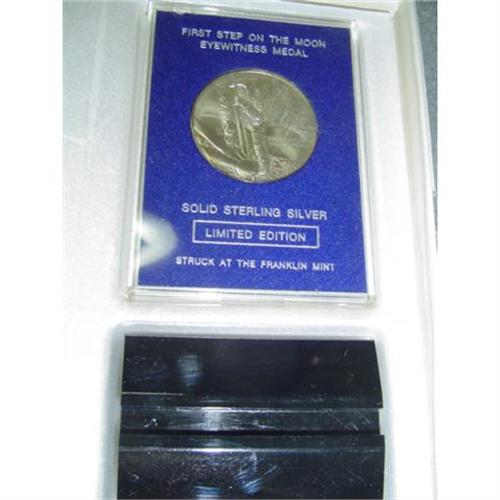 FIRST STEP ON THE MOON
EYEWITNESS MEDAL
SOLID STERLING SILVER
LIMITED EDITION
STRUCK AT THE FRANKLIN MINT